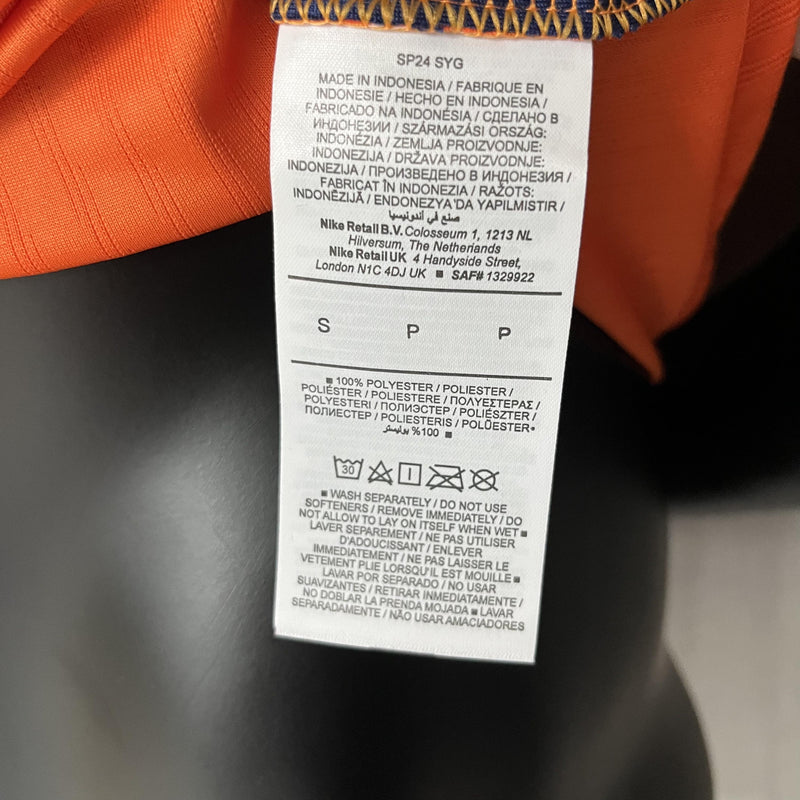 SP24 SYG
MADE IN INDONESIA / FABRIQUE EN
INDONESIE / HECHO EN INDONESIA /
FABRICADO NA INDONÉSIA / СДЕЛАНО В
ИНДОНЕЗИИ / SZÁRMAZÁSI ORSZÁG:
INDONÉZIA / ZEMLJA PROIZVODNJE:
INDONEZIJA / DRŽAVA PROIZVODNJE:
INDONEZIJA / ПРОИЗВЕДЕНО В ИНДОНЕЗИЯ /
FABRICAT ÎN INDONEZIA / RAŽOTS:
INDONĒZIJĀ / ENDONEZYA'DA YAPILMISTIR /
صنع في أندونيسيا
Nike Retail B.V. Colosseum 1, 1213 NL
Hilversum, The Netherlands
Nike Retail UK 4 Handyside Street,
London N1C 4DJ UK ■ SAF# 1329922
S P P
■ 100% POLYESTER / POLIESTER /
POLIÉSTER / POLIESTERE / ΠΟΛΥΕΣΤΕΡΑΣ /
POLYESTERI / ПОЛИЭСТЕР / POLIÉSZTER /
ПОЛИЕСТЕР / POLIESTERIS / POLÜESTER■
100% بوليستر ■
30
■ WASH SEPARATELY / DO NOT USE
SOFTENERS / REMOVE IMMEDIATELY / DO
NOT ALLOW TO LAY ON ITSELF WHEN WET ■
LAVER SEPAREMENT / NE PAS UTILISER
D'ADOUCISSANT / ENLEVER
IMMEDIATEMENT / NE PAS LAISSER LE
VETEMENT PLIE LORSQU'IL EST MOUILLE ■
LAVAR POR SEPARADO / NO USAR
SUAVIZANTES / RETIRAR INMEDIATAMENTE /
NO DOBLAR LA PRENDA MOJADA ■ LAVAR
SEPARADAMENTE / NÃO USAR AMACIADORES